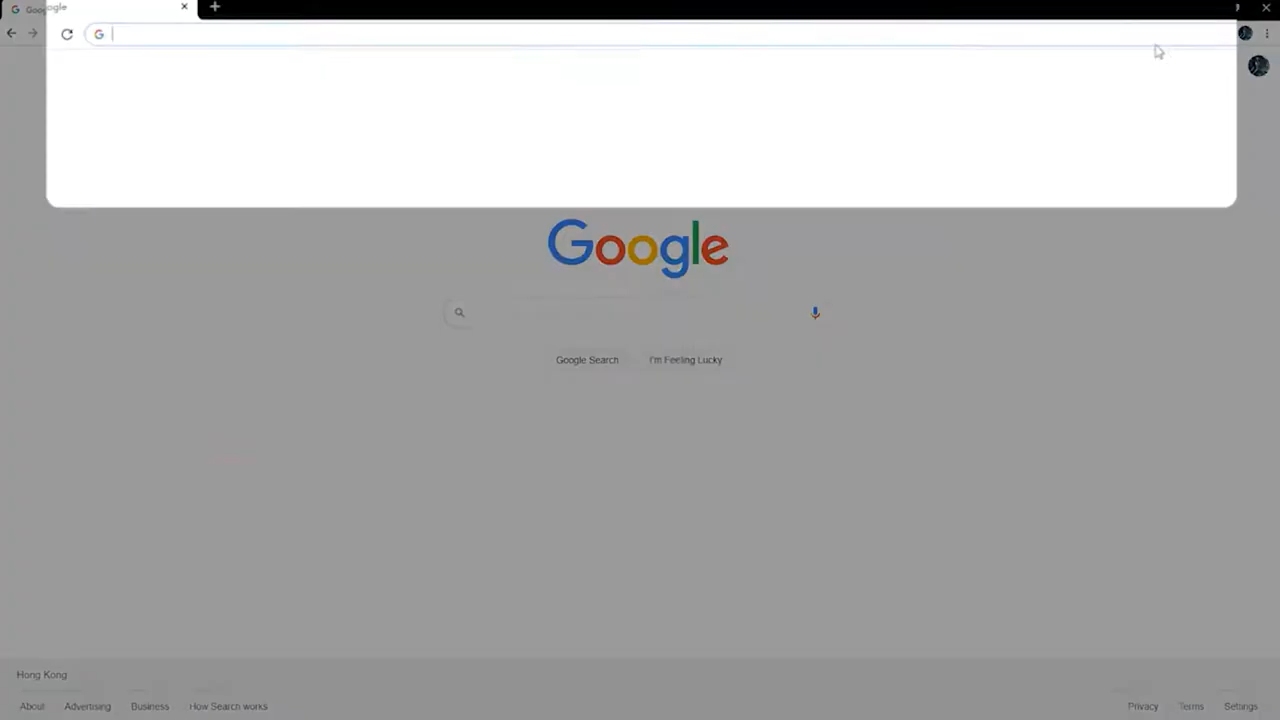 Google
Google
Google Search I'm Feeling Lucky
Hong Kong
About Advertising Business How Search works
Privacy Terms Settings